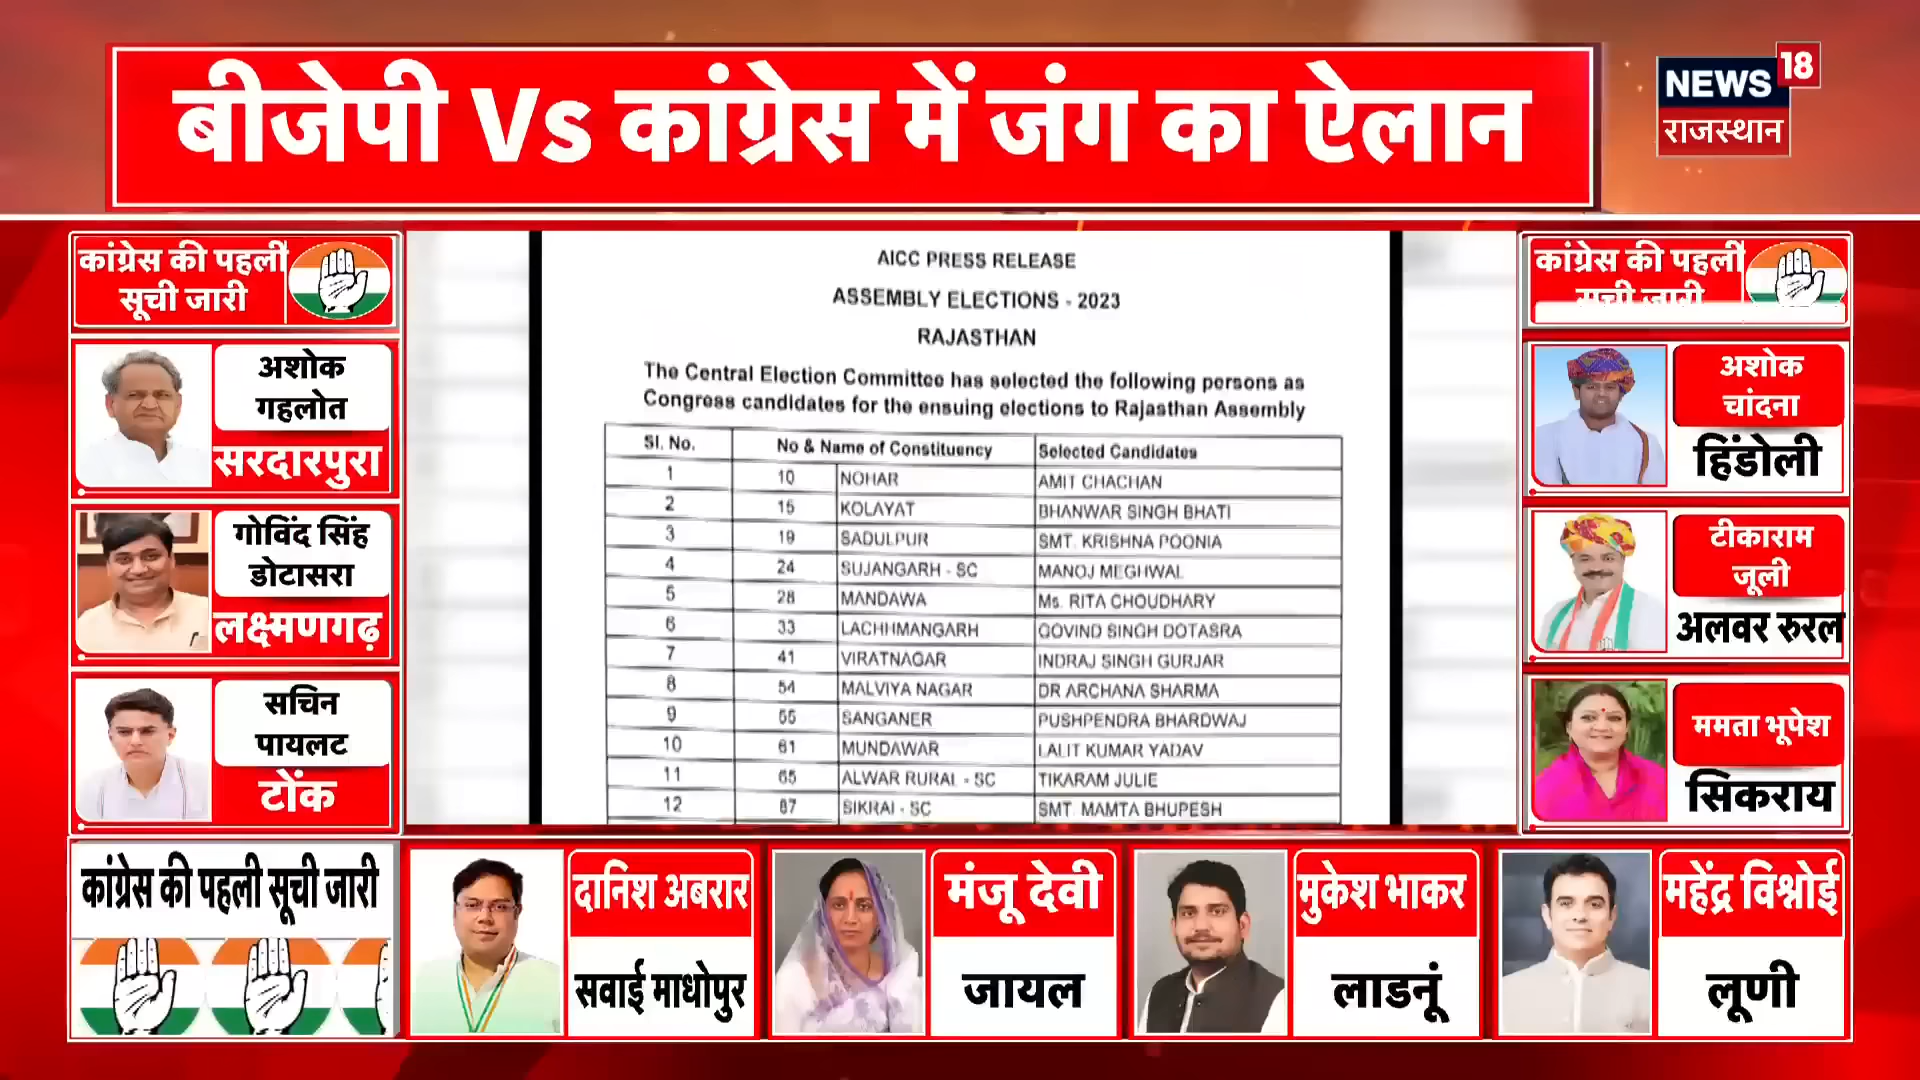 बीजेपी Vs कांग्रेस में जंग का ऐलान
NEWS 18
राजस्थान
कांग्रेस की पहली
सूची जारी
अशोक
गहलोत
सरदारपुरा
गोविंद सिंह
डोटासरा
लक्ष्मणगढ़
सचिन
पायलट
टोंक
AICC PRESS RELEASE
ASSEMBLY ELECTIONS - 2023
RAJASTHAN
The Central Election Committee has selected the following persons as
Congress candidates for the ensuing elections to Rajasthan Assembly
Sl. No. No & Name of Constituency Selected Candidates
1 10 NOHAR AMIT CHACHAN
2 15 KOLAYAT BHANWAR SINGH BHATI
3 19 SADULPUR SMT. KRISHNA POONIA
4 24 SUJANGARH - SC MANOJ MEGHWAL
5 28 MANDAWA Ms. RITA CHOUDHARY
6 33 LACHHMANGARH GOVIND SINGH DOTASRA
7 41 VIRATNAGAR INDRAJ SINGH GURJAR
8 54 MALVIYA NAGAR DR ARCHANA SHARMA
9 55 SANGANER PUSHPENDRA BHARDWAJ
10 61 MUNDAWAR LALIT KUMAR YADAV
11 65 ALWAR RURAL - SC TIKARAM JULIE
12 87 SIKRAI - SC SMT. MAMTA BHUPESH
कांग्रेस की पहली
सूची जारी
अशोक
चांदना
हिंडोली
टीकाराम
जूली
अलवर रुरल
ममता भूपेश
सिकराय
कांग्रेस की पहली सूची जारी
दानिश अबरार
सवाई माधोपुर
मंजू देवी
जायल
मुकेश भाकर
लाडनूं
महेंद्र विश्नोई
लूणी